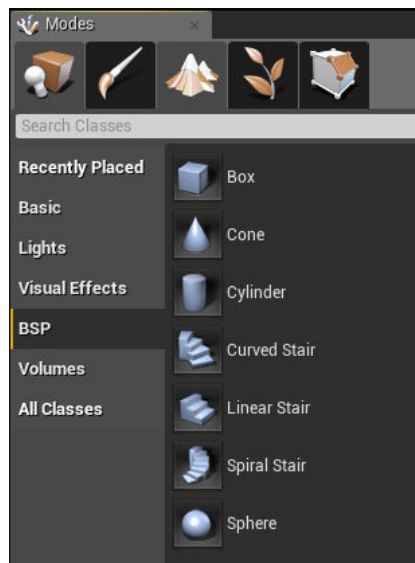 Modes
Search Classes
Recently Placed
Basic
Lights
Visual Effects
BSP
Volumes
All Classes
Box
Cone
Cylinder
Curved Stair
Linear Stair
Spiral Stair
Sphere